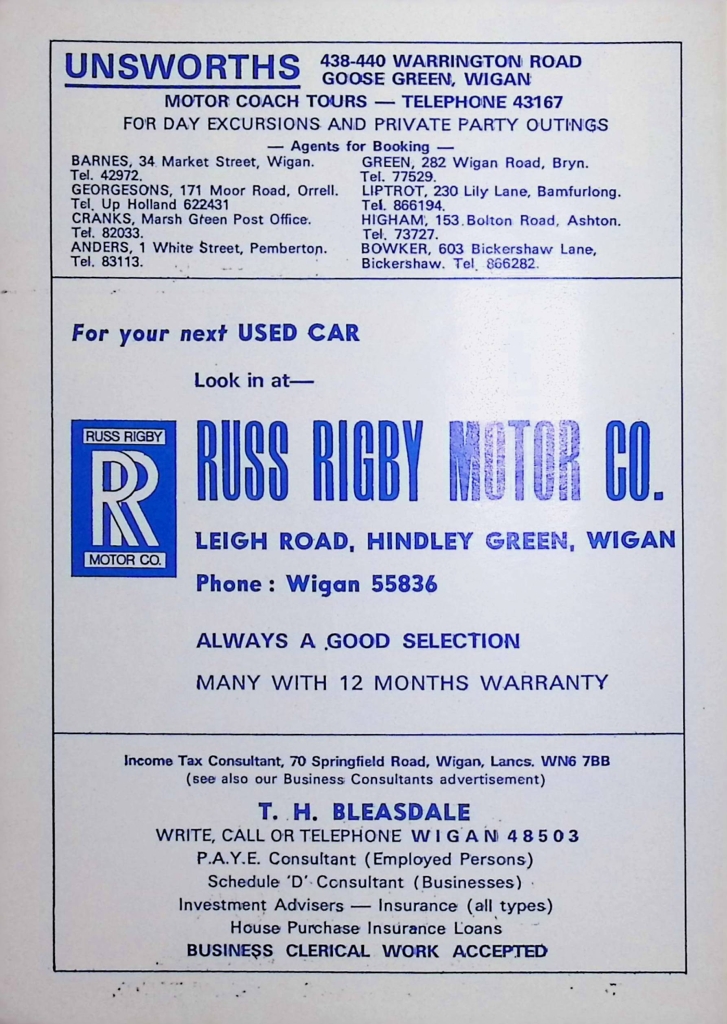 UNSWORTHS 438-440 WARRINGTON ROAD
GOOSE GREEN, WIGAN
MOTOR COACH TOURS — TELEPHONE 43167
FOR DAY EXCURSIONS AND PRIVATE PARTY OUTINGS
— Agents for Booking —
BARNES, 34 Market Street, Wigan.
Tel. 42972.
GEORGESONS, 171 Moor Road, Orrell.
Tel. Up Holland 622431
CRANKS, Marsh Green Post Office.
Tel. 82033.
ANDERS, 1 White Street, Pemberton.
Tel. 83113.
GREEN, 282 Wigan Road, Bryn.
Tel. 77529.
LIPTROT, 230 Lily Lane, Bamfurlong.
Tel. 866194.
HIGHAM, 153 Bolton Road, Ashton.
Tel. 73727.
BOWKER, 603 Bickershaw Lane,
Bickershaw. Tel. 866282.
For your next USED CAR
Look in at—
RUSS RIGBY
RR
MOTOR CO.
RUSS RIGBY MOTOR CO.
LEIGH ROAD, HINDLEY GREEN, WIGAN
Phone : Wigan 55836
ALWAYS A GOOD SELECTION
MANY WITH 12 MONTHS WARRANTY
Income Tax Consultant, 70 Springfield Road, Wigan, Lancs. WN6 7BB
(see also our Business Consultants advertisement)
T. H. BLEASDALE
WRITE, CALL OR TELEPHONE WIGAN 48503
P.A.Y.E. Consultant (Employed Persons)
Schedule 'D' Consultant (Businesses)
Investment Advisers — Insurance (all types)
House Purchase Insurance Loans
BUSINESS CLERICAL WORK ACCEPTED